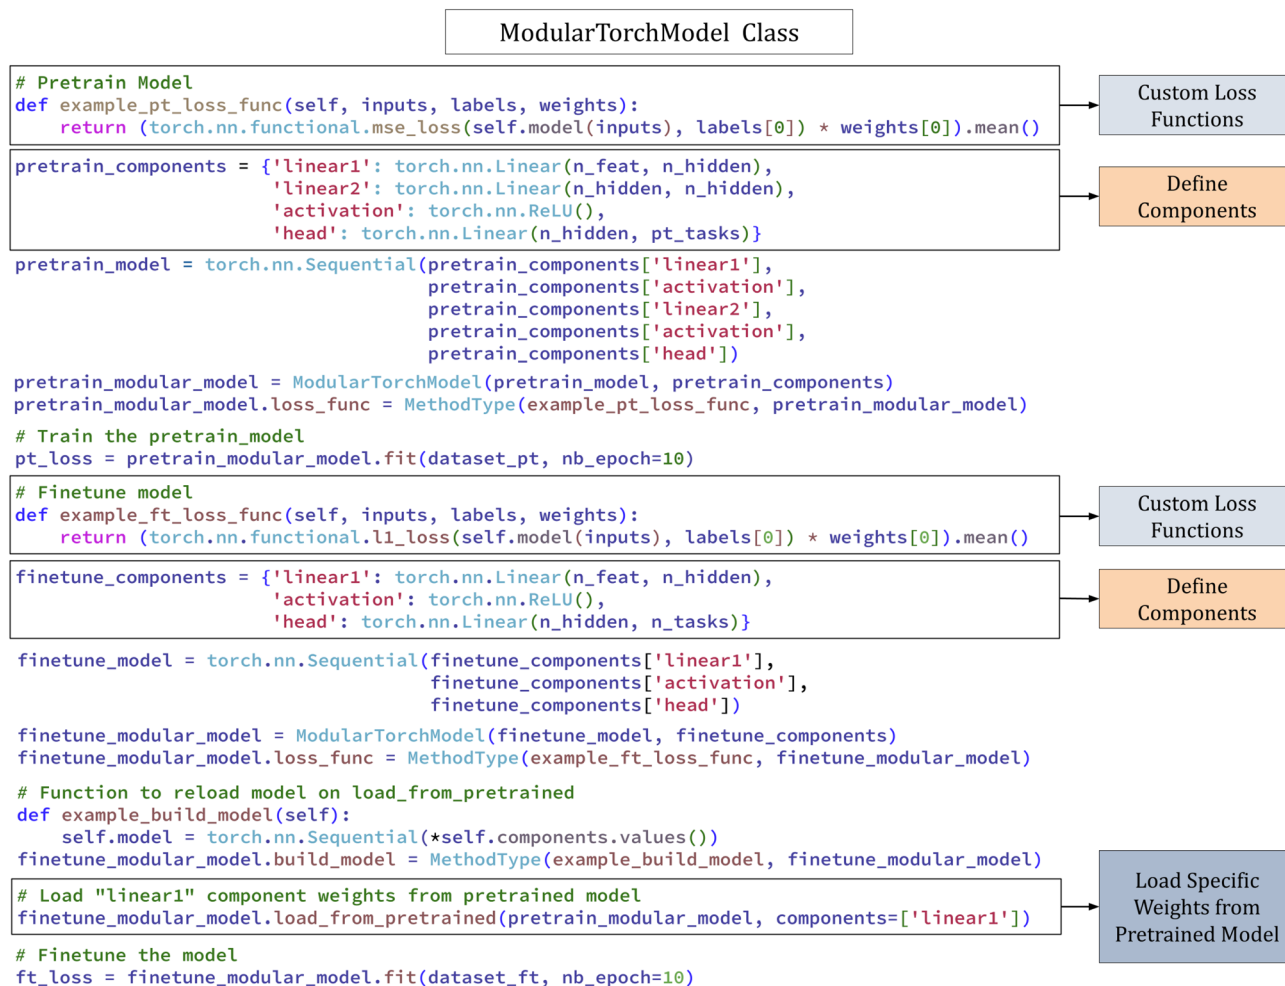 ModularTorchModel Class
# Pretrain Model
def example_pt_loss_func(self, inputs, labels, weights):
    return (torch.nn.functional.mse_loss(self.model(inputs), labels[0]) * weights[0]).mean()
Custom Loss
Functions
pretrain_components = {'linear1': torch.nn.Linear(n_feat, n_hidden),
                       'linear2': torch.nn.Linear(n_hidden, n_hidden),
                       'activation': torch.nn.ReLU(),
                       'head': torch.nn.Linear(n_hidden, pt_tasks)}
Define
Components
pretrain_model = torch.nn.Sequential(pretrain_components['linear1'],
                                     pretrain_components['activation'],
                                     pretrain_components['linear2'],
                                     pretrain_components['activation'],
                                     pretrain_components['head'])
pretrain_modular_model = ModularTorchModel(pretrain_model, pretrain_components)
pretrain_modular_model.loss_func = MethodType(example_pt_loss_func, pretrain_modular_model)
# Train the pretrain_model
pt_loss = pretrain_modular_model.fit(dataset_pt, nb_epoch=10)
# Finetune model
def example_ft_loss_func(self, inputs, labels, weights):
    return (torch.nn.functional.l1_loss(self.model(inputs), labels[0]) * weights[0]).mean()
Custom Loss
Functions
finetune_components = {'linear1': torch.nn.Linear(n_feat, n_hidden),
                       'activation': torch.nn.ReLU(),
                       'head': torch.nn.Linear(n_hidden, n_tasks)}
Define
Components
finetune_model = torch.nn.Sequential(finetune_components['linear1'],
                                     finetune_components['activation'],
                                     finetune_components['head'])
finetune_modular_model = ModularTorchModel(finetune_model, finetune_components)
finetune_modular_model.loss_func = MethodType(example_ft_loss_func, finetune_modular_model)
# Function to reload model on load_from_pretrained
def example_build_model(self):
    self.model = torch.nn.Sequential(*self.components.values())
finetune_modular_model.build_model = MethodType(example_build_model, finetune_modular_model)
# Load "linear1" component weights from pretrained model
finetune_modular_model.load_from_pretrained(pretrain_modular_model, components=['linear1'])
Load Specific
Weights from
Pretrained Model
# Finetune the model
ft_loss = finetune_modular_model.fit(dataset_ft, nb_epoch=10)